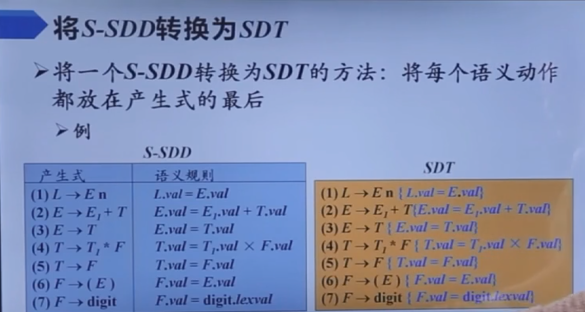 将S-SDD转换为SDT
➢将一个S-SDD转换为SDT的方法：将每个语义动作
都放在产生式的最后
➢例
S-SDD
产生式 语义规则
(1) L → E n L.val = E.val
(2) E → E₁ + T E.val = E₁.val + T.val
(3) E → T E.val = T.val
(4) T → T₁ * F T.val = T₁.val × F.val
(5) T → F T.val = F.val
(6) F → ( E ) F.val = E.val
(7) F → digit F.val = digit.lexval
SDT
(1) L → E n { L.val = E.val}
(2) E → E₁ + T{E.val = E₁.val + T.val}
(3) E → T { E.val = T.val}
(4) T → T₁ * F { T.val = T₁.val × F.val}
(5) T → F { T.val = F.val}
(6) F → ( E ) { F.val = E.val}
(7) F → digit { F.val = digit.lexval}